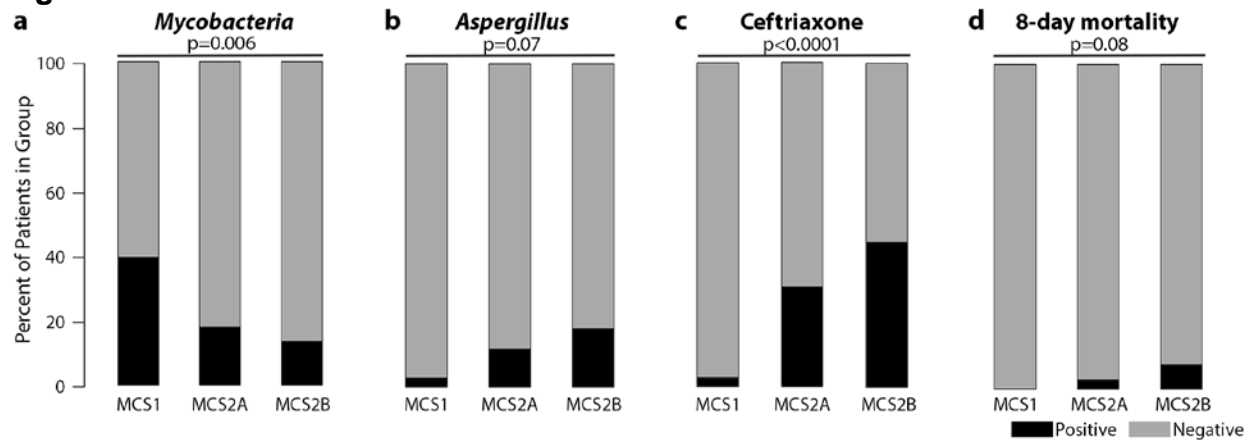 a Mycobacteria
p=0.006
b Aspergillus
p=0.07
c Ceftriaxone
p<0.0001
d 8-day mortality
p=0.08
Percent of Patients in Group
100
80
60
40
20
0
MCS1 MCS2A MCS2B
MCS1 MCS2A MCS2B
MCS1 MCS2A MCS2B
MCS1 MCS2A MCS2B
Positive Negative